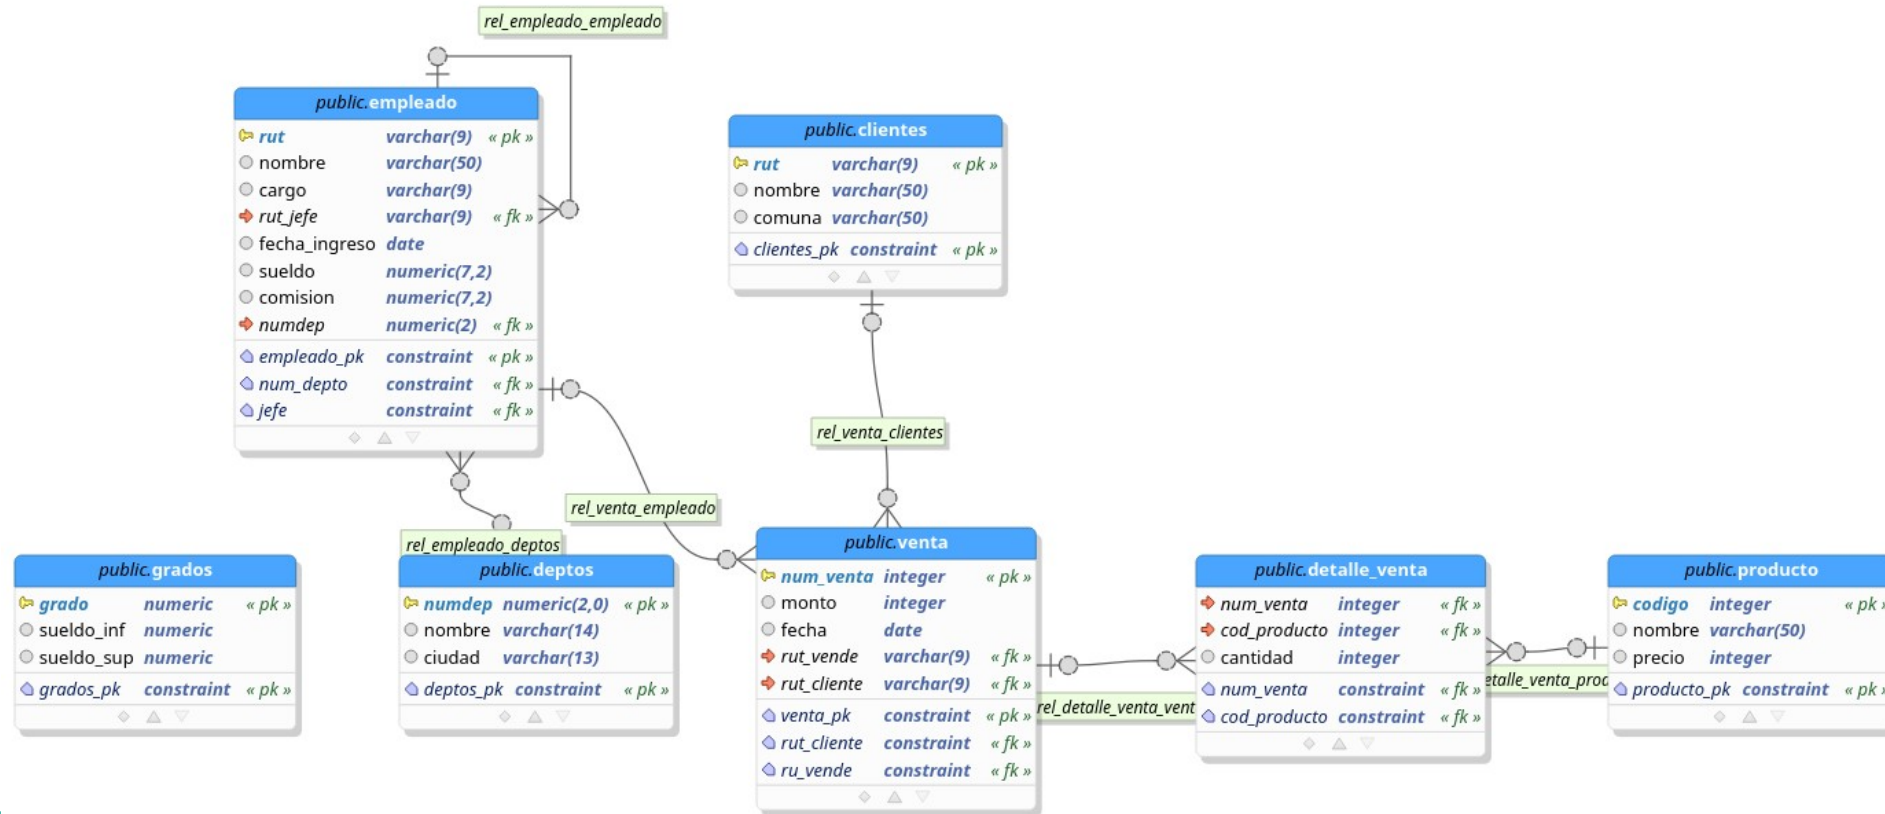 rel_empleado_empleado
public.empleado
rut varchar(9) « pk »
nombre varchar(50)
cargo varchar(9)
rut_jefe varchar(9) « fk »
fecha_ingreso date
sueldo numeric(7,2)
comision numeric(7,2)
numdep numeric(2) « fk »
empleado_pk constraint « pk »
num_depto constraint « fk »
jefe constraint « fk »
public.clientes
rut varchar(9) « pk »
nombre varchar(50)
comuna varchar(50)
clientes_pk constraint « pk »
rel_venta_clientes
rel_venta_empleado
rel_empleado_deptos
public.grados
grado numeric « pk »
sueldo_inf numeric
sueldo_sup numeric
grados_pk constraint « pk »
public.deptos
numdep numeric(2,0) « pk »
nombre varchar(14)
ciudad varchar(13)
deptos_pk constraint « pk »
public.venta
num_venta integer « pk »
monto integer
fecha date
rut_vende varchar(9) « fk »
rut_cliente varchar(9) « fk »
venta_pk constraint « pk »
rut_cliente constraint « fk »
ru_vende constraint « fk »
rel_detalle_venta_vent
public.detalle_venta
num_venta integer « fk »
cod_producto integer « fk »
cantidad integer
num_venta constraint « fk »
cod_producto constraint « fk »
etalle_venta_prod
public.producto
codigo integer « pk »
nombre varchar(50)
precio integer
producto_pk constraint « pk »